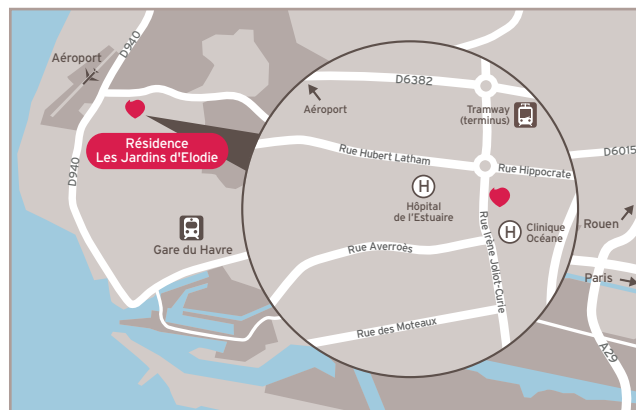 Aéroport
D940
D940
Résidence
Les Jardins d'Elodie
Gare du Havre
D6382
Aéroport
Tramway
(terminus)
Rue Hubert Latham
Rue Hippocrate
D6015
H
Hôpital
de l'Estuaire
H
Clinique
Océane
Rouen
Rue Averroès
Rue Irène Joliot-Curie
Paris
Rue des Moteaux
A29